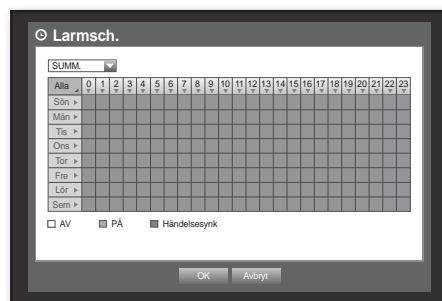 Larmsch.
SUMM.
Alla 0 1 2 3 4 5 6 7 8 9 10 11 12 13 14 15 16 17 18 19 20 21 22 23
Sön
Mån
Tis
Ons
Tor
Fre
Lör
Sem
AV PÅ Händelsesynk
OK Avbryt